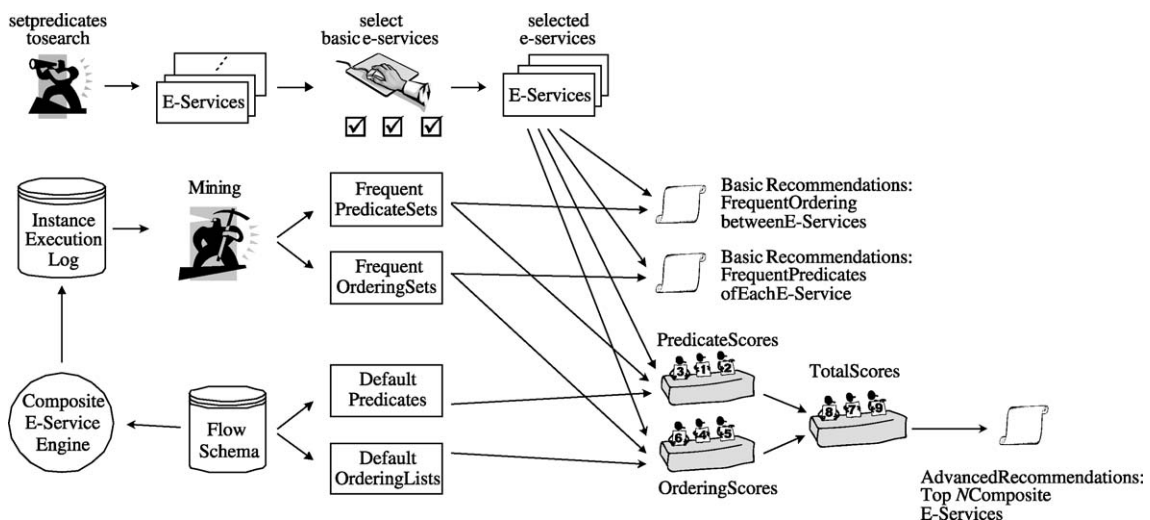 setpredicates
tosearch
E-Services
select
basic e-services
selected
e-services
E-Services
Instance
Execution
Log
Mining
Frequent
PredicateSets
Frequent
OrderingSets
Basic Recommendations:
FrequentOrdering
betweenE-Services
Basic Recommendations:
FrequentPredicates
ofEachE-Service
Composite
E-Service
Engine
Flow
Schema
Default
Predicates
Default
OrderingLists
PredicateScores
3 1 2
6 4 5
OrderingScores
TotalScores
8 7 9
AdvancedRecommendations:
Top NComposite
E-Services